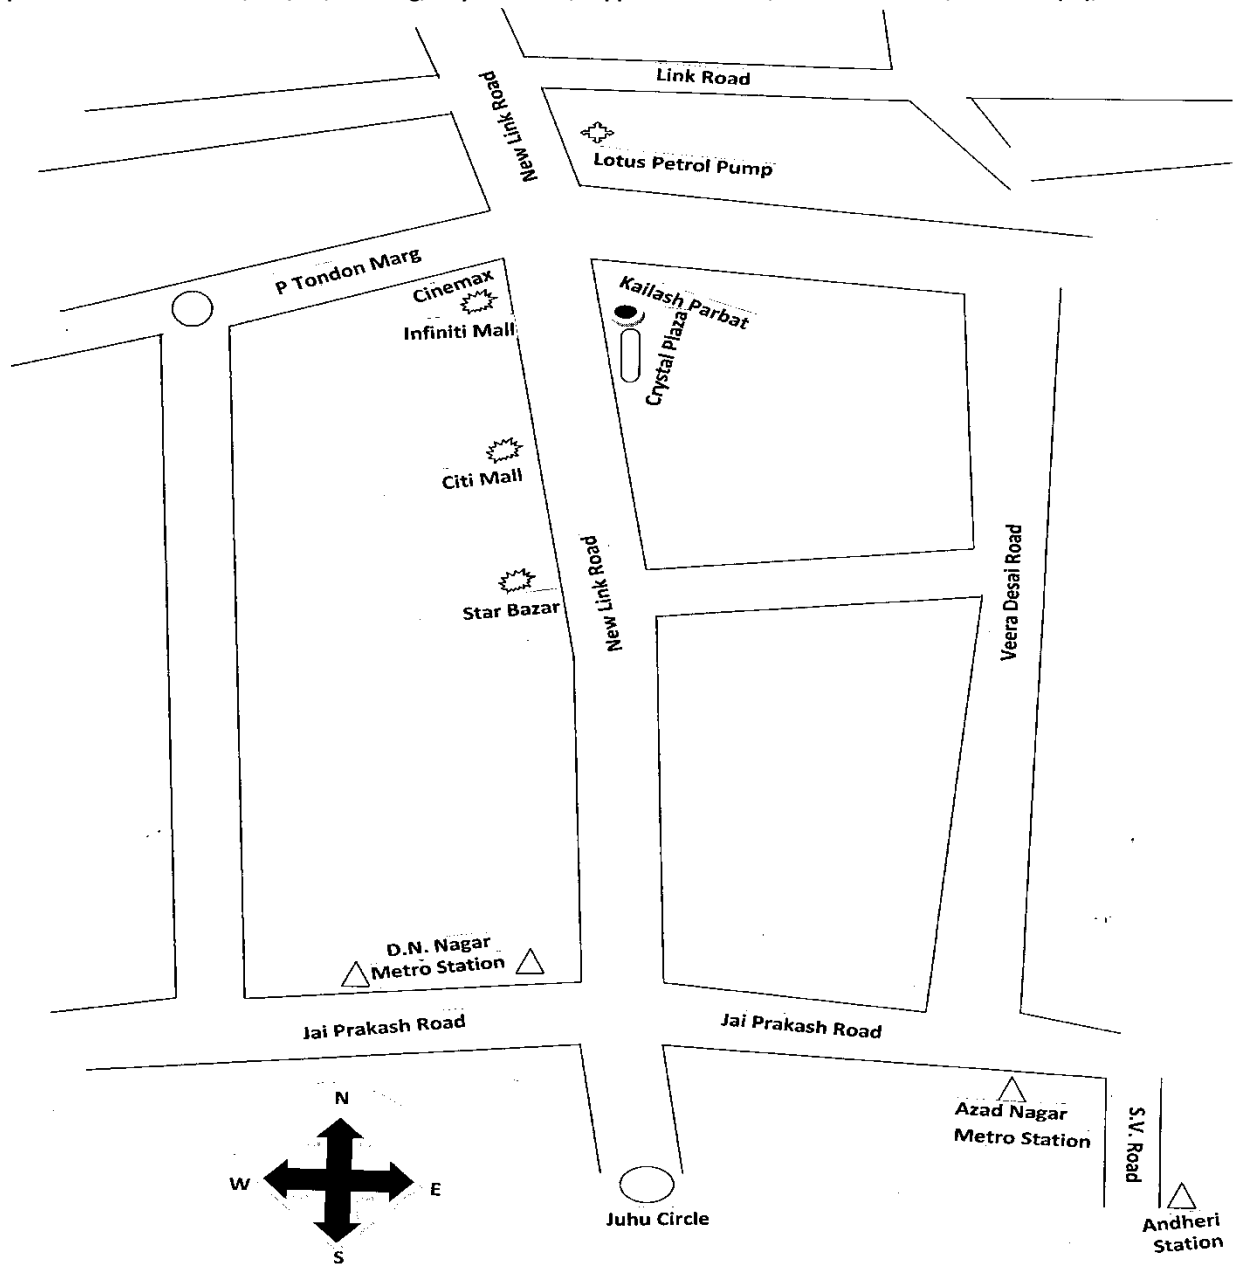 Link Road
New Link Road
Lotus Petrol Pump
P Tondon Marg
Cinemax
Infiniti Mall
Kailash Parbat
Crystal Plaza
Citi Mall
Star Bazar
New Link Road
Veera Desai Road
D.N. Nagar
Metro Station
Jai Prakash Road
Jai Prakash Road
Azad Nagar
Metro Station
S.V. Road
N
W
E
S
Juhu Circle
Andheri
Station